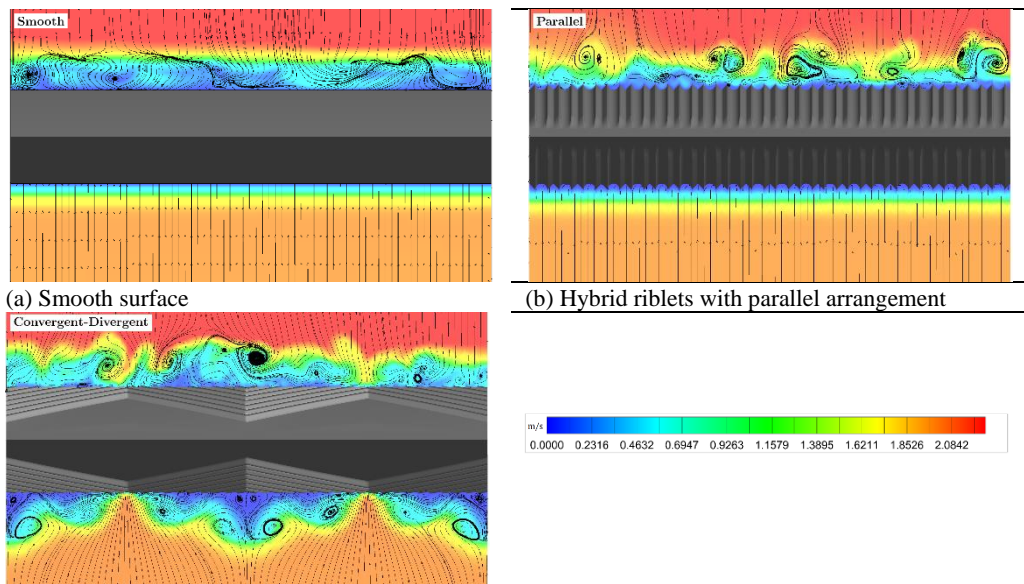 Smooth
Parallel
(a) Smooth surface
(b) Hybrid riblets with parallel arrangement
Convergent-Divergent
m/s
0.0000 0.2316 0.4632 0.6947 0.9263 1.1579 1.3895 1.6211 1.8526 2.0842